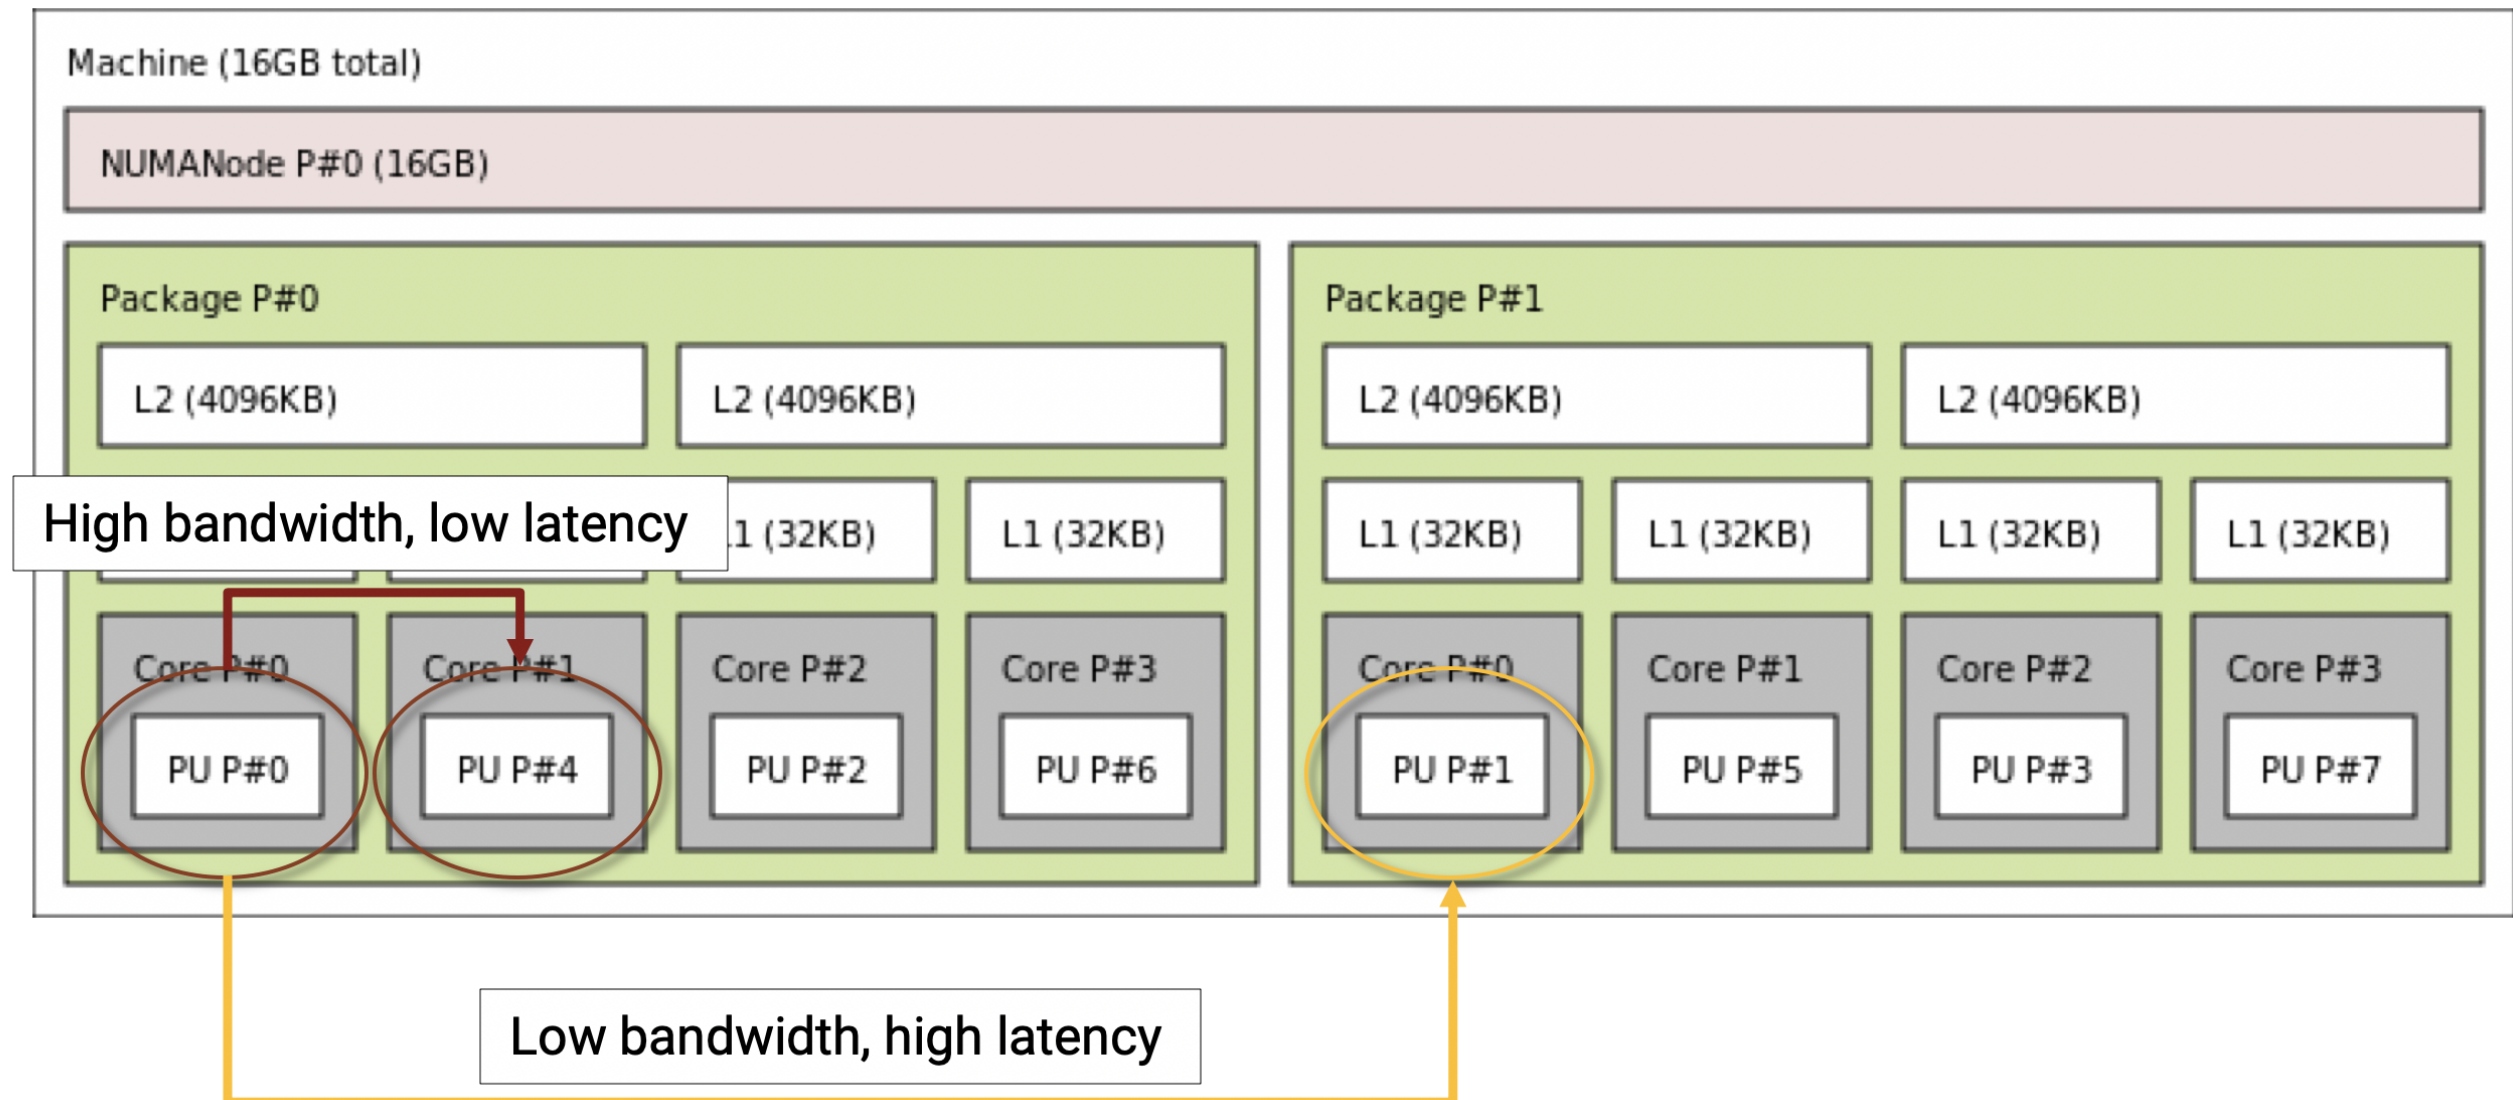 Machine (16GB total)
NUMANode P#0 (16GB)
Package P#0
L2 (4096KB) L2 (4096KB)
High bandwidth, low latency
1 (32KB) L1 (32KB)
Core P#0 Core P#1 Core P#2 Core P#3
PU P#0 PU P#4 PU P#2 PU P#6
Package P#1
L2 (4096KB) L2 (4096KB)
L1 (32KB) L1 (32KB) L1 (32KB) L1 (32KB)
Core P#0 Core P#1 Core P#2 Core P#3
PU P#1 PU P#5 PU P#3 PU P#7
Low bandwidth, high latency